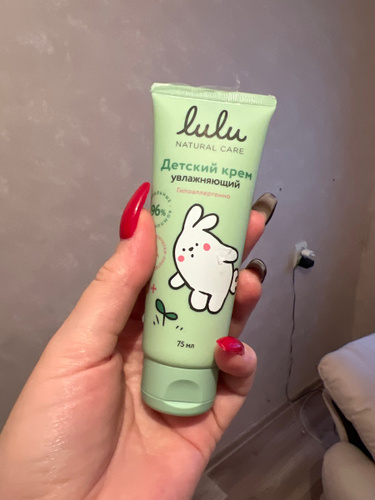 lulu
NATURAL CARE
Детский крем
увлажняющий
Гипоаллергенно
96%
75 мл